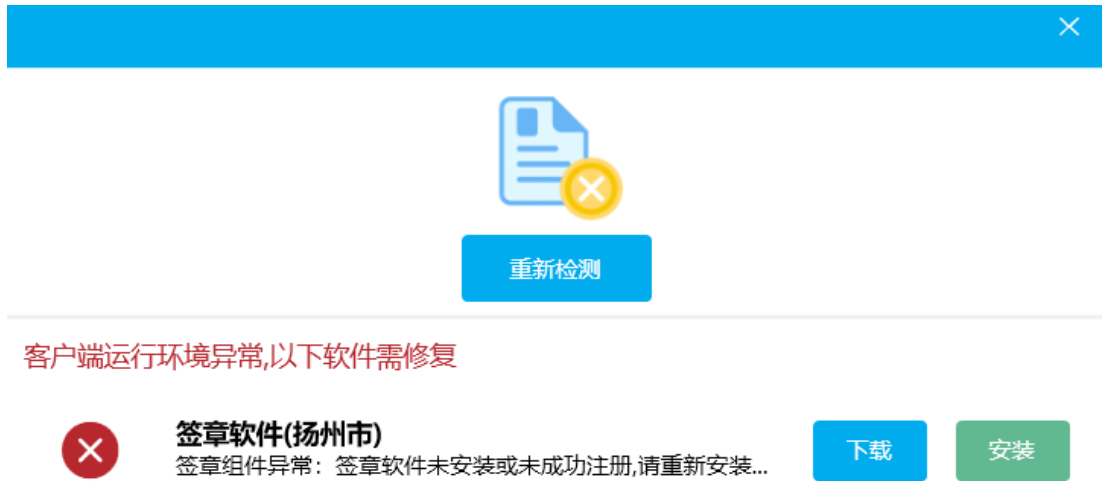 重新检测
客户端运行环境异常,以下软件需修复
签章软件(扬州市)
签章组件异常：签章软件未安装或未成功注册,请重新安装...
下载
安装